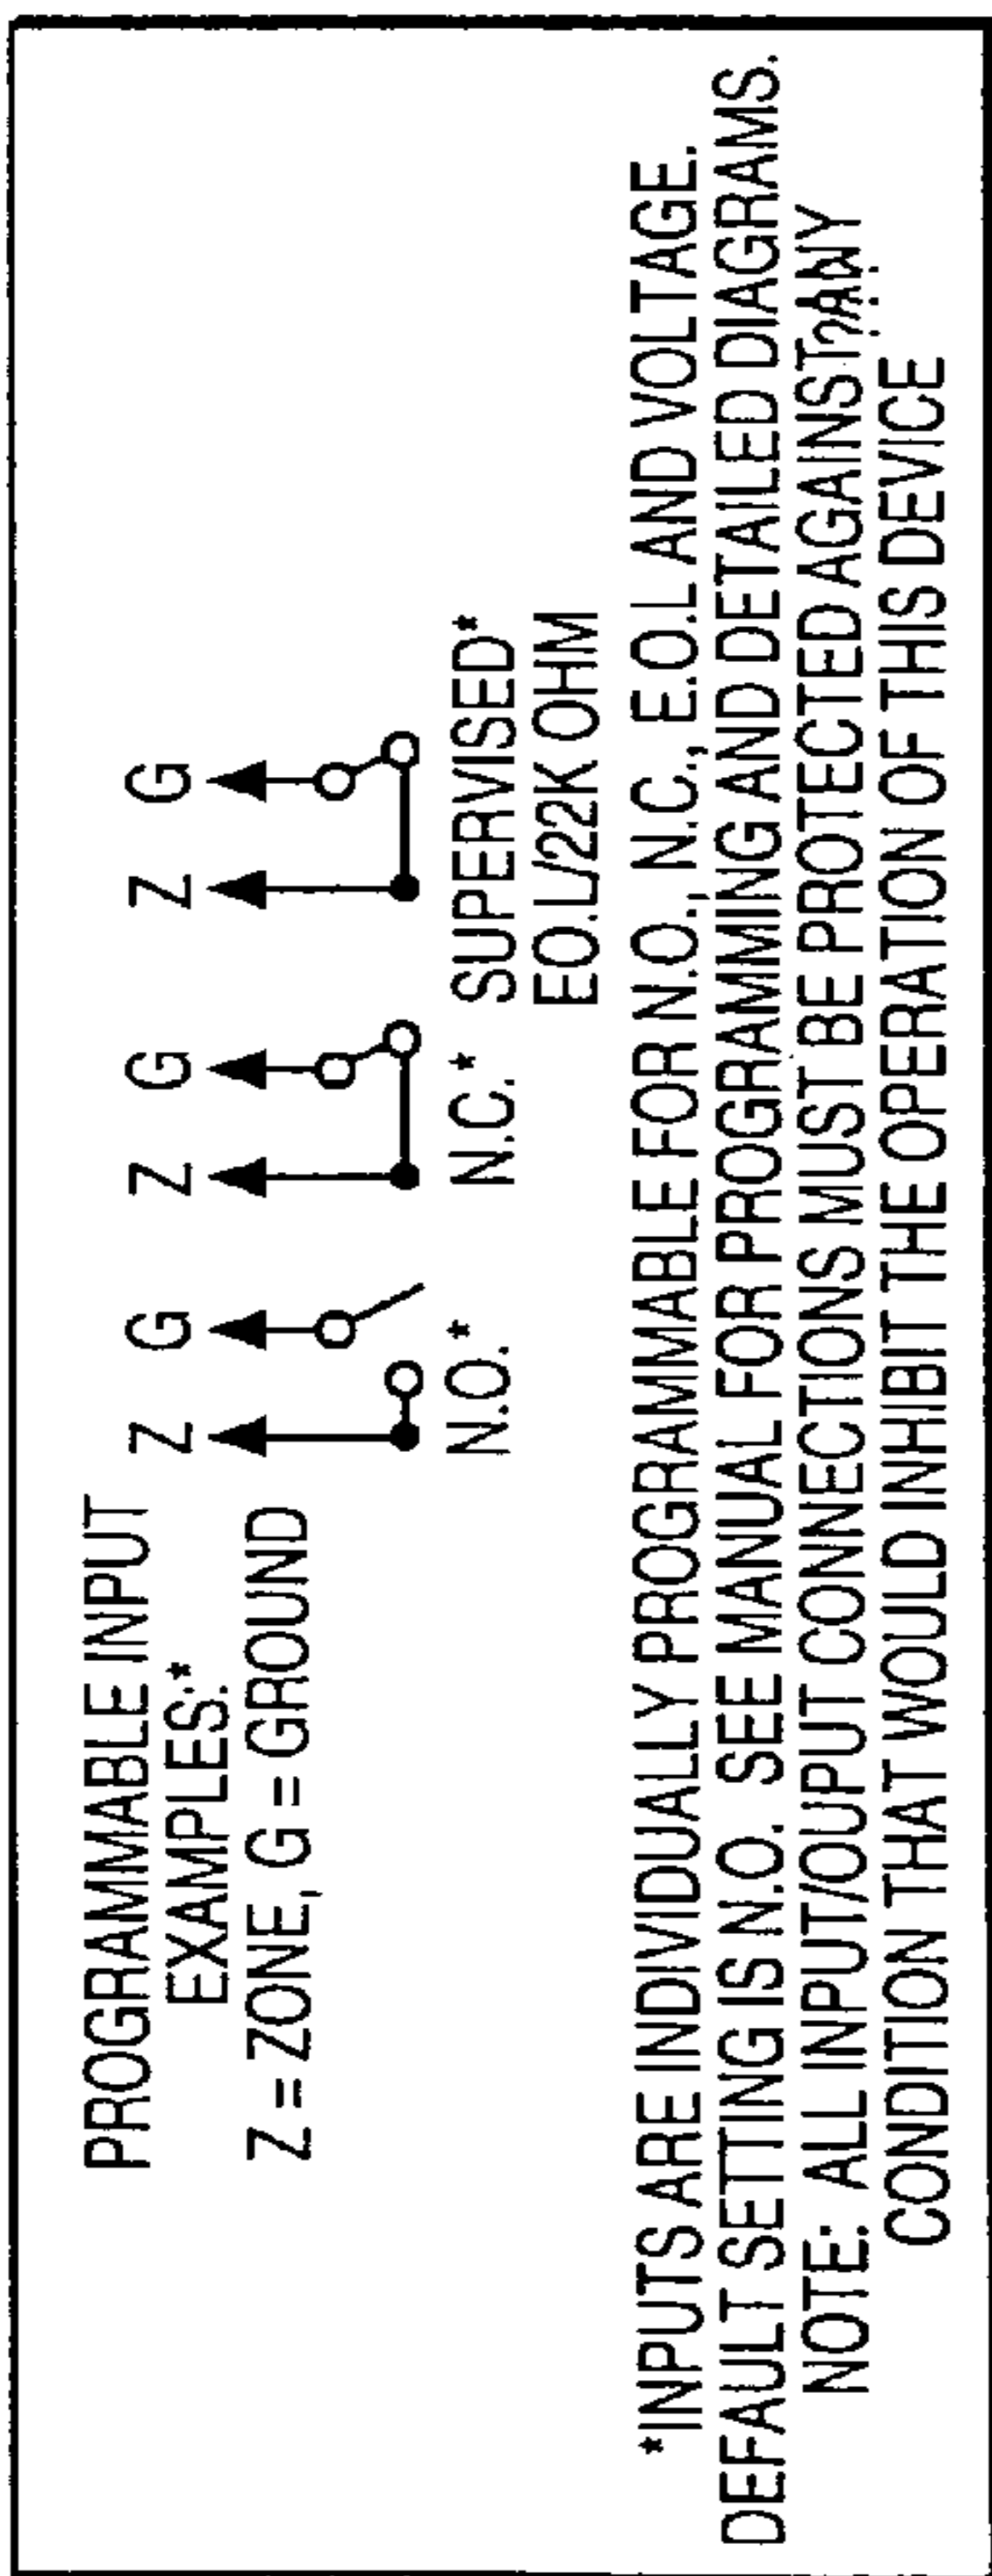 PROGRAMMABLE INPUT
EXAMPLES:*
Z = ZONE, G = GROUND
Z G Z G Z G
N.O.* N.C.* SUPERVISED*
EO.L/22K OHM
*INPUTS ARE INDIVIDUALLY PROGRAMMABLE FOR N.O., N.C., E.O.L AND VOLTAGE.
DEFAULT SETTING IS N.O. SEE MANUAL FOR PROGRAMMING AND DETAILED DIAGRAMS.
NOTE: ALL INPUT/OUPUT CONNECTIONS MUST BE PROTECTED AGAINST ANY
CONDITION THAT WOULD INHIBIT THE OPERATION OF THIS DEVICE